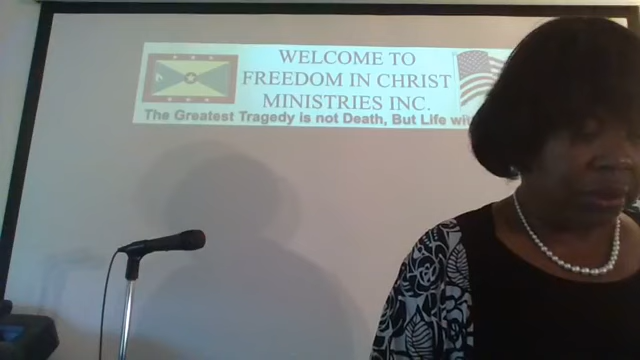 WELCOME TO
FREEDOM IN CHRIST
MINISTRIES INC.
The Greatest Tragedy is not Death, But Life